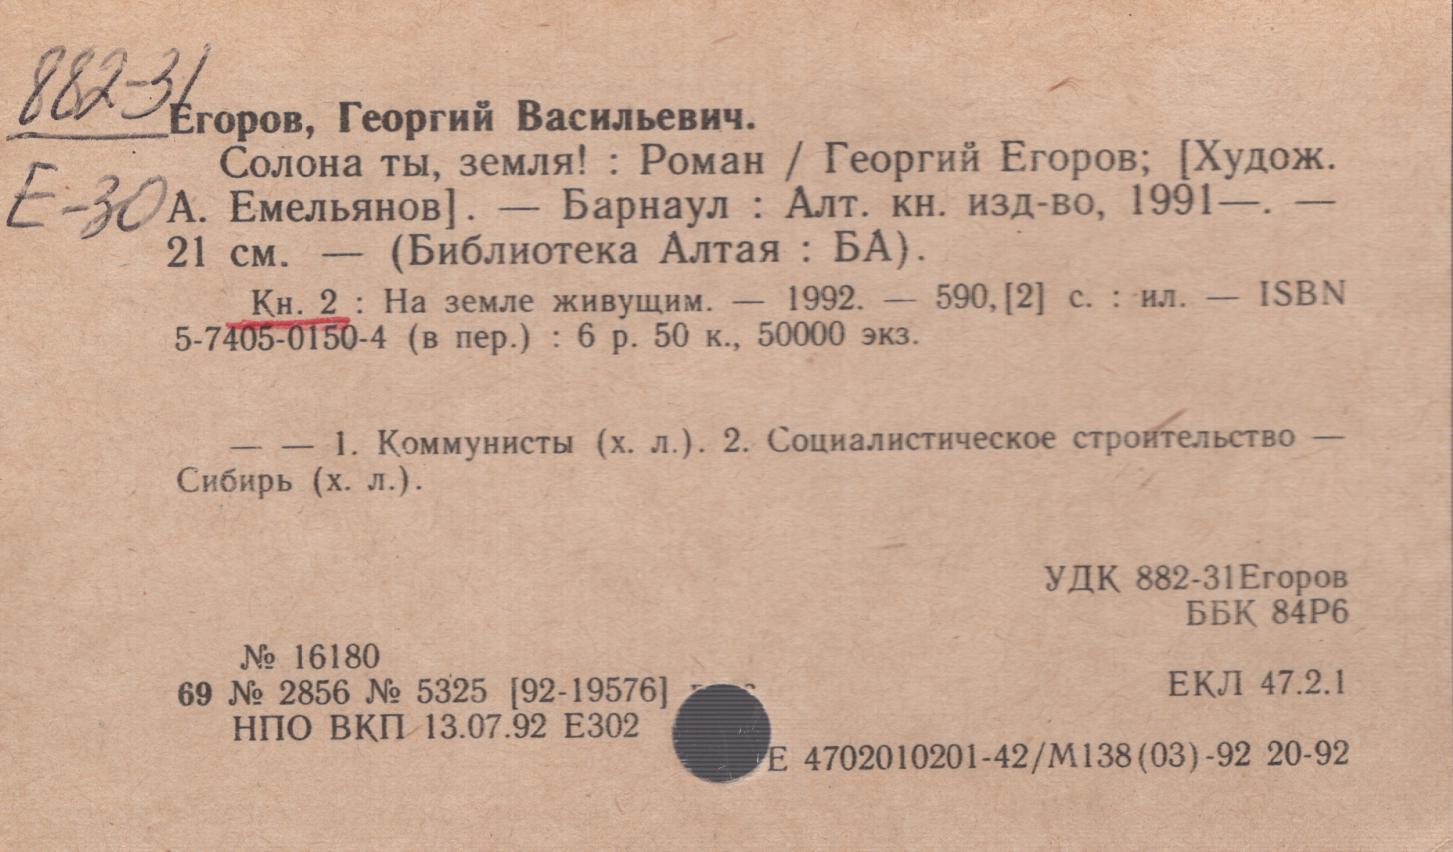 882-31
Егоров, Георгий Васильевич.
Солона ты, земля! : Роман / Георгий Егоров; [Худож.
Е-30
А. Емельянов]. — Барнаул : Алт. кн. изд-во, 1991—. —
21 см. — (Библиотека Алтая : БА).
Кн. 2 : На земле живущим. — 1992. — 590,[2] с. : ил. — ISBN
5-7405-0150-4 (в пер.) : 6 р. 50 к., 50000 экз.
— — 1. Коммунисты (х. л.). 2. Социалистическое строительство —
Сибирь (х. л.).
УДК 882-31Егоров
ББК 84Р6
№ 16180
69 № 2856 № 5325 [92-19576]
ЕКЛ 47.2.1
НПО ВКП 13.07.92 Е302
Е 4702010201-42/М138(03)-92 20-92